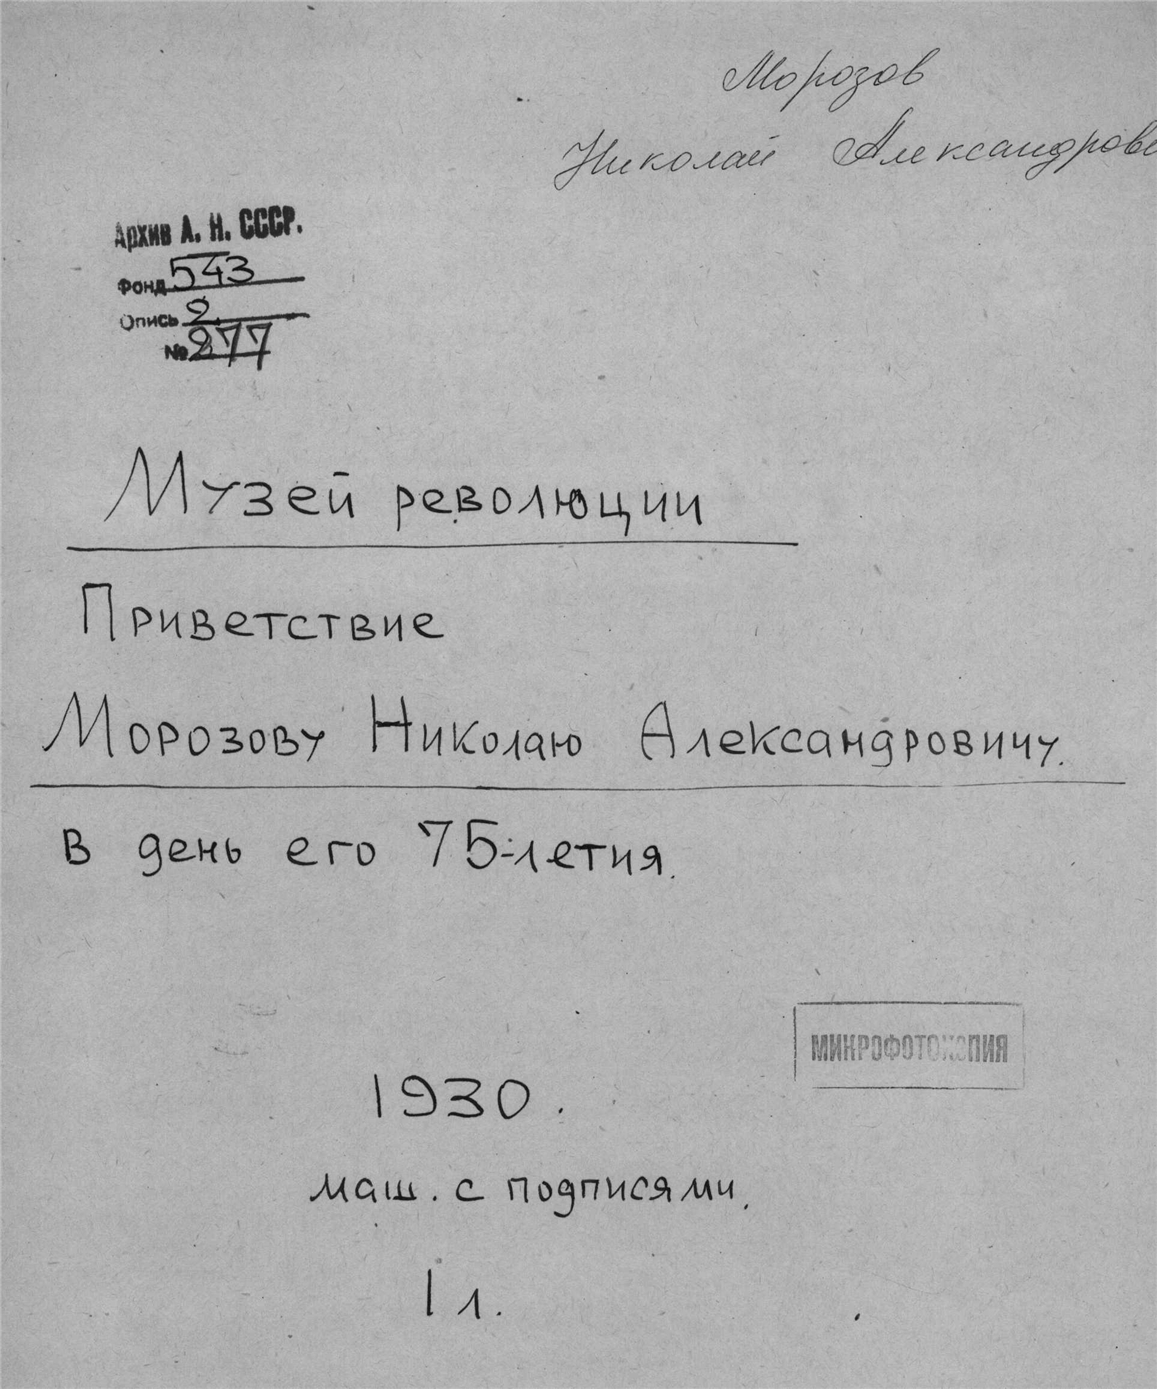 Морозов
Николай Александрови
Архив А. Н. СССР.
Фонд 543
Опись 2
№ 277
Музей революции
Приветствие
Морозову Николаю Александровичу.
в день его 75-летия.
МИКРОФОТОКОПИЯ
1930.
маш. с подписями.
1 л.